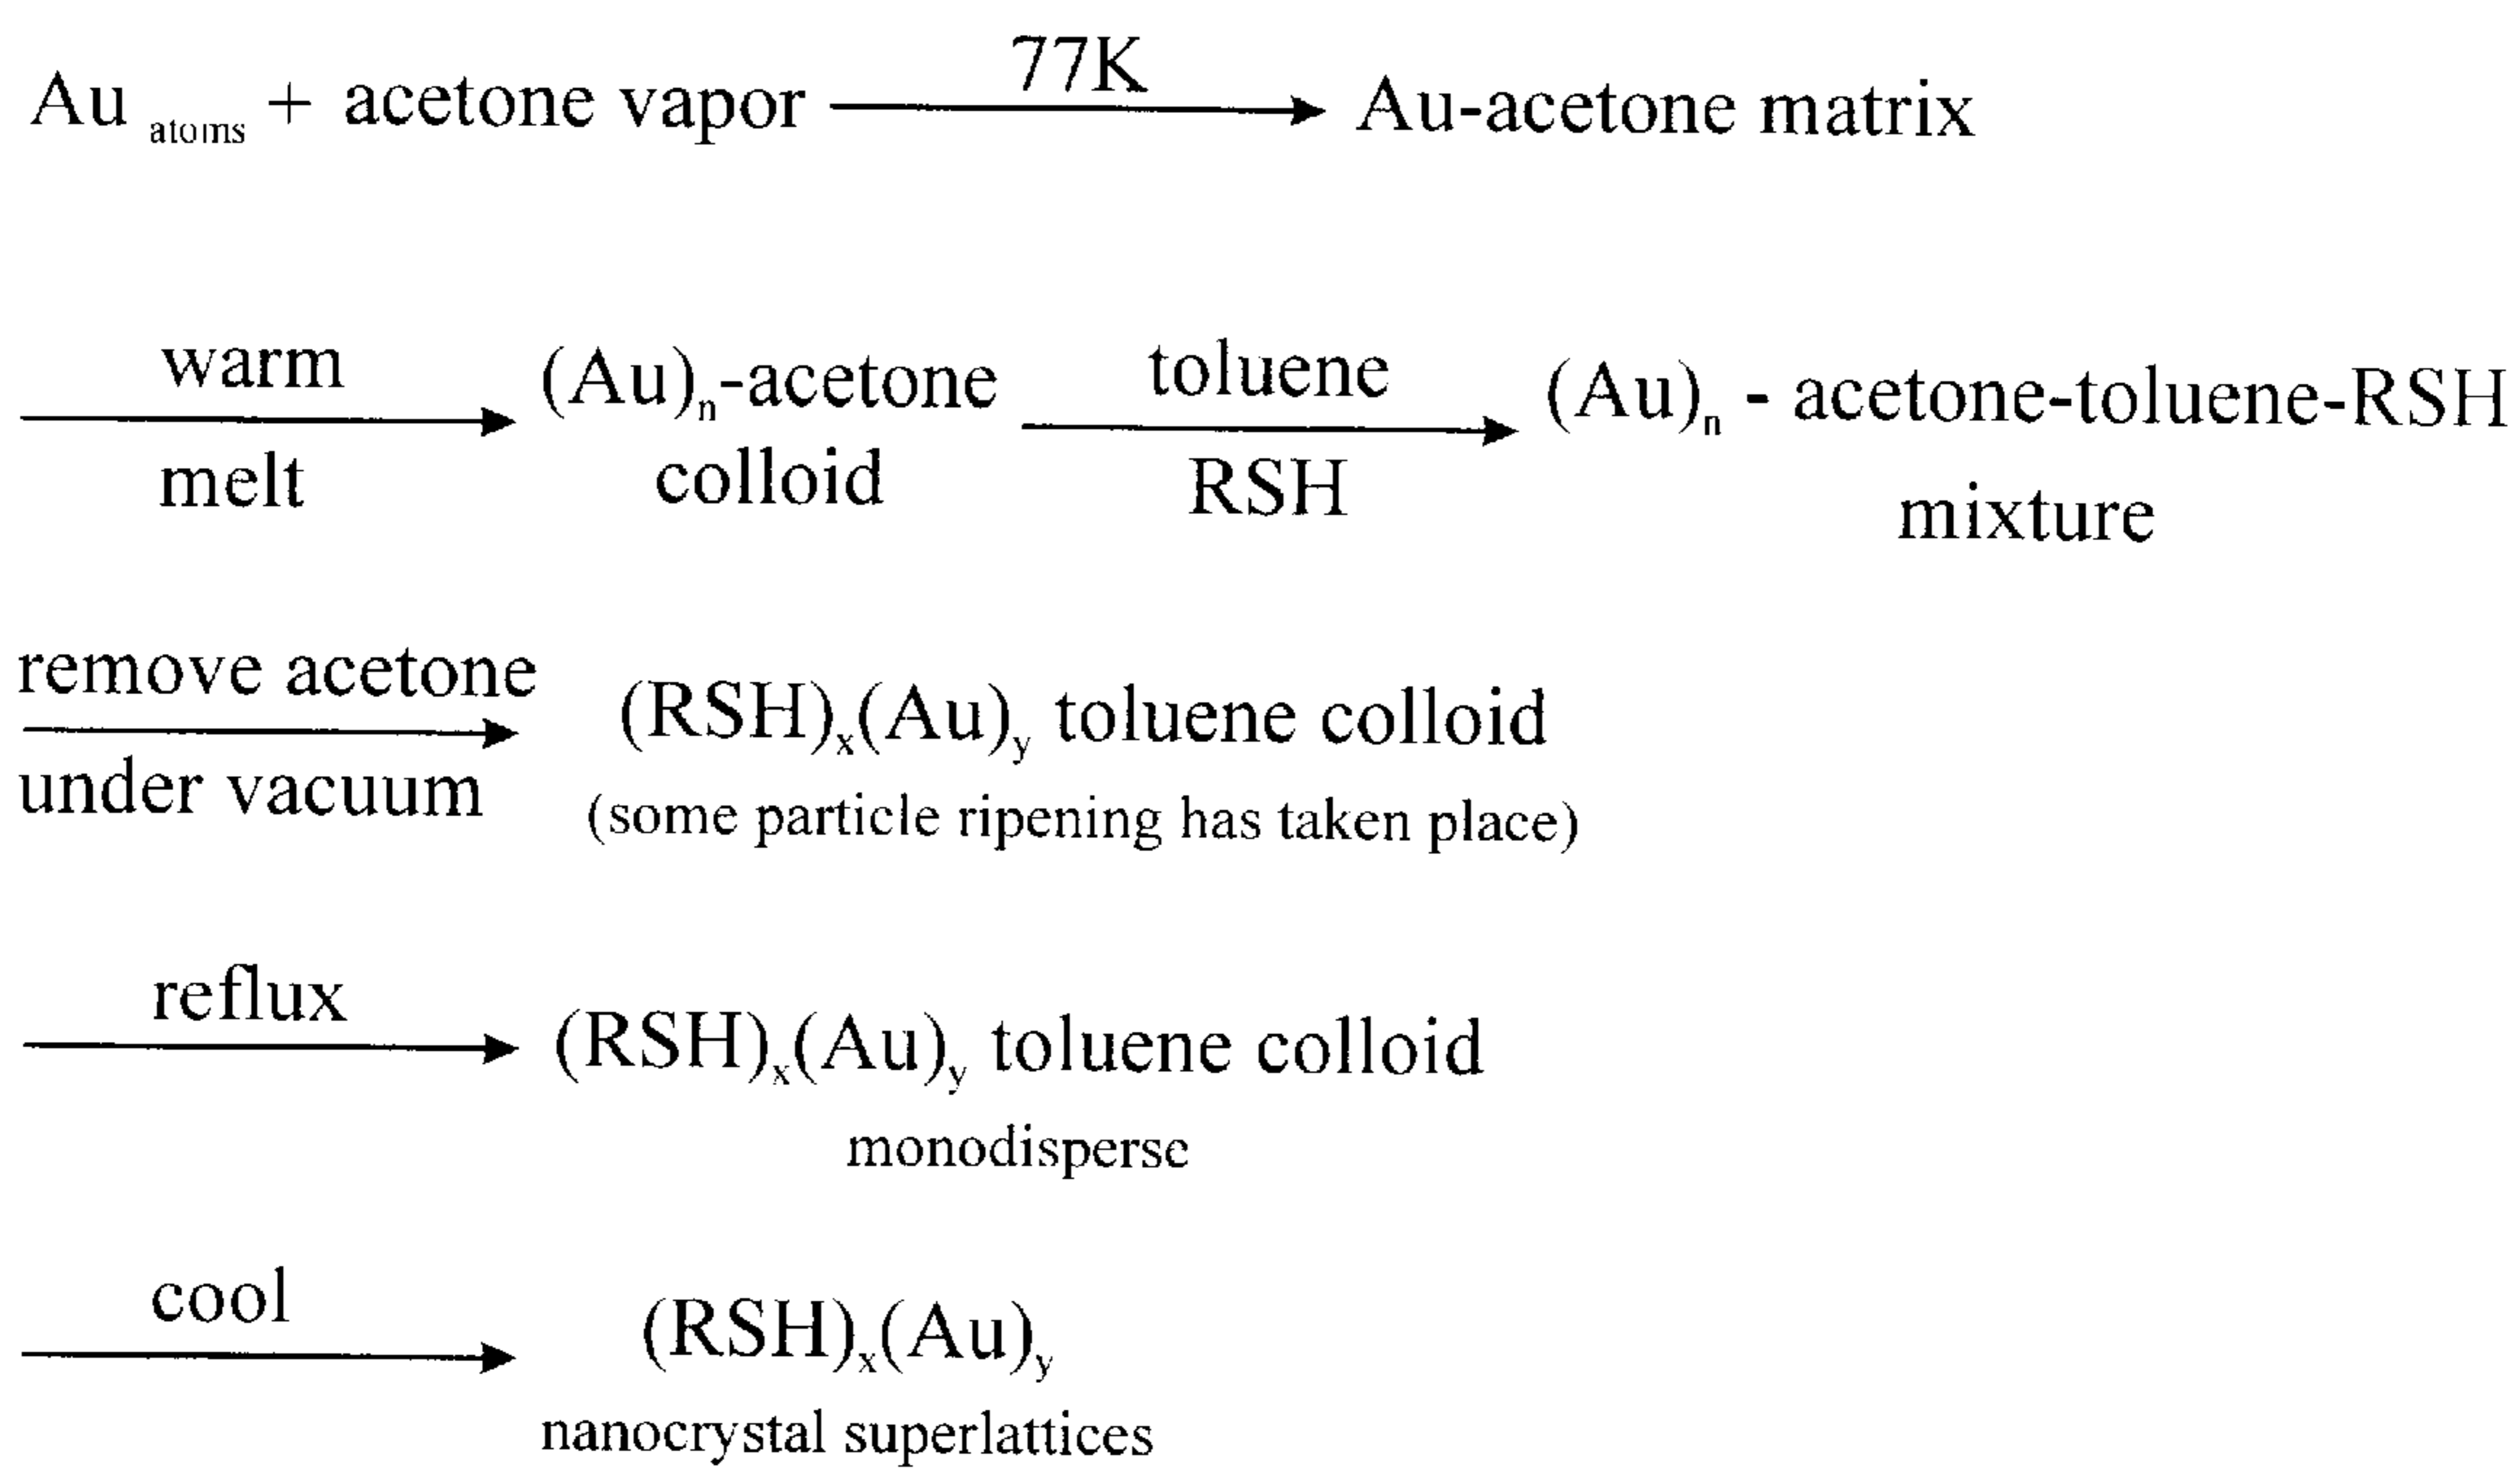 77K
Au atoms + acetone vapor → Au-acetone matrix
warm toluene
(Au)n-acetone (Au)n - acetone-toluene-RSH
melt colloid RSH mixture
remove acetone
(RSH)x(Au)y toluene colloid
under vacuum (some particle ripening has taken place)
reflux
(RSH)x(Au)y toluene colloid
monodisperse
cool
(RSH)x(Au)y
nanocrystal superlattices